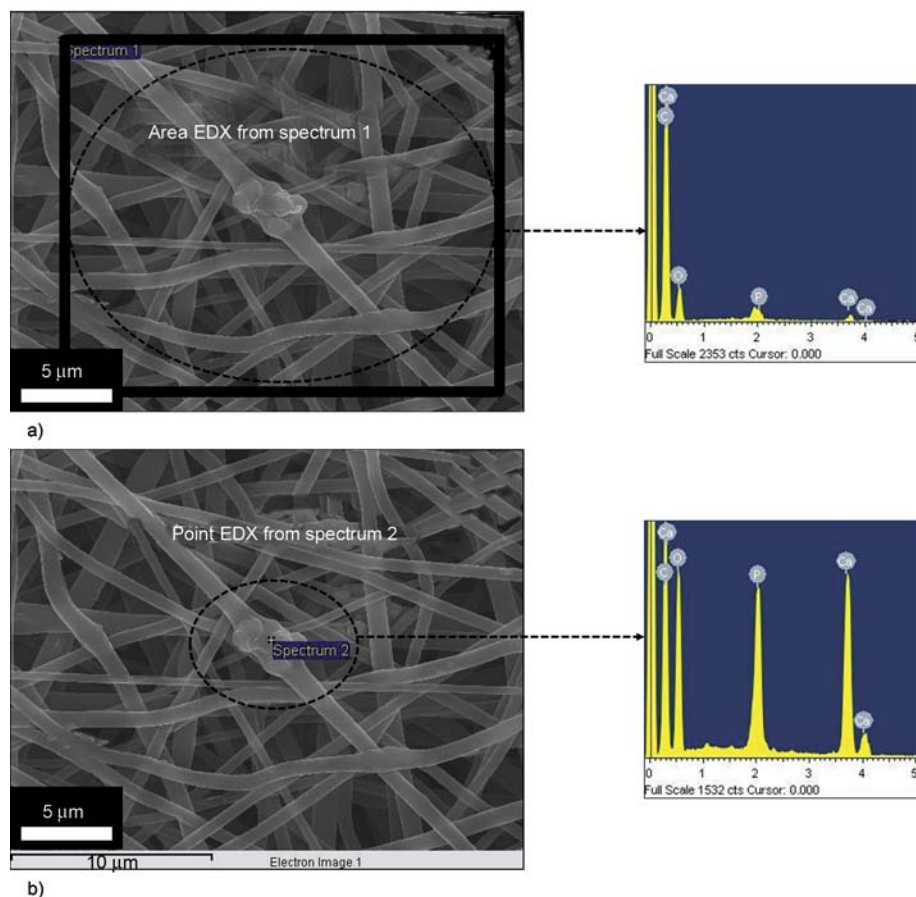 Spectrum 1
Area EDX from spectrum 1
5 μm
Ca
C
O
P
Ca
Ca
0 1 2 3 4 5
Full Scale 2353 cts Cursor: 0.000
a)
Point EDX from spectrum 2
Spectrum 2
5 μm
10 μm
Electron Image 1
Ca
C
O
P
Ca
Ca
0 1 2 3 4 5
Full Scale 1532 cts Cursor: 0.000
b)